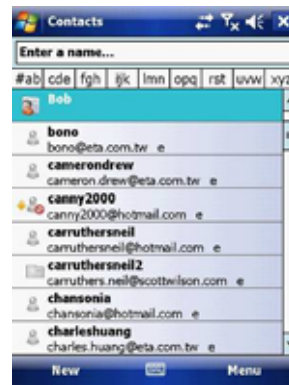 Contacts
Enter a name...
#ab cde fgh ijk lmn opq rst uvw xyz
Bob
bono
bono@eta.com.tw e
camerondrew
cameron.drew@eta.com.tw e
canny2000
canny2000@hotmail.com e
carruthersneil
carruthersneil@hotmail.com e
carruthersneil2
carruthers.neil@scottwilson.com e
chansonia
chansonia@hotmail.com e
charleshuang
charles.huang@eta.com.tw e
New Menu